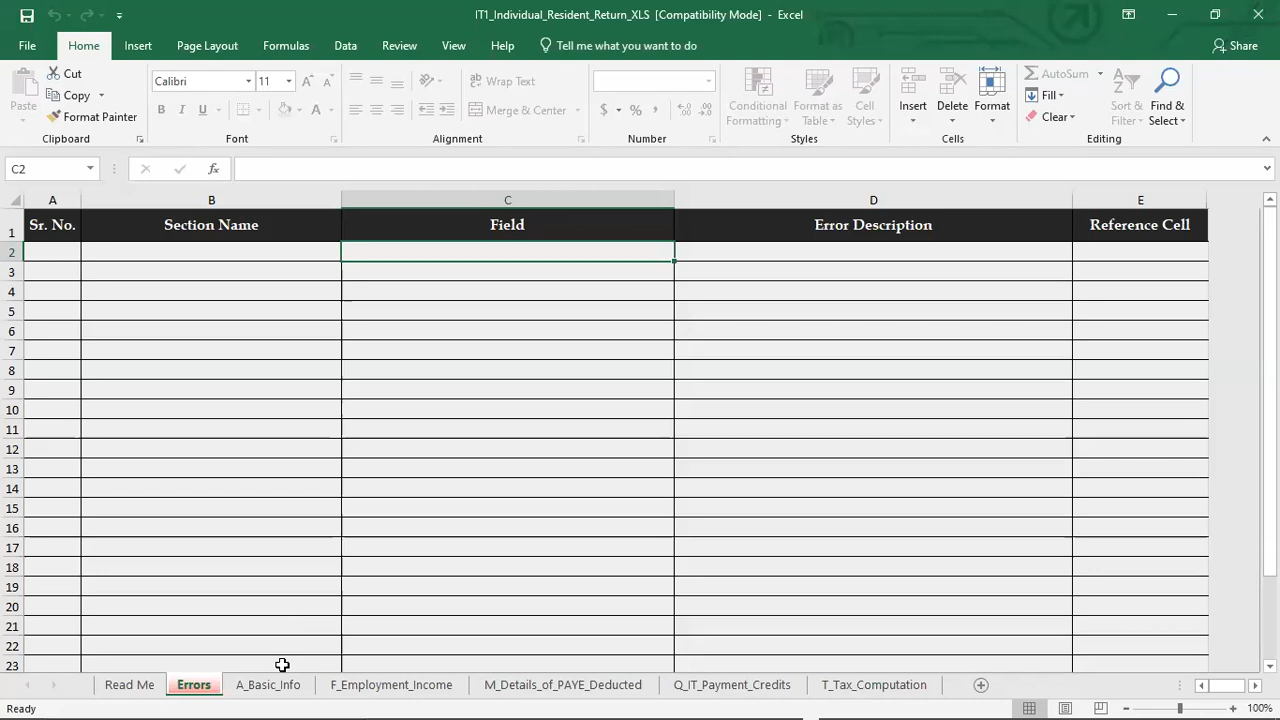 IT1_Individual_Resident_Return_XLS [Compatibility Mode] - Excel
File Home Insert Page Layout Formulas Data Review View Help Tell me what you want to do Share
Paste
Cut
Copy
Format Painter
Clipboard
Calibri 11
B I U
Font
Wrap Text
Merge & Center
Alignment
$ % ,
Number
Conditional Formatting
Format as Table
Cell Styles
Styles
Insert Delete Format
Cells
AutoSum
Fill
Clear
Sort & Filter
Find & Select
Editing
C2 fx
A B C D E
1 Sr. No. Section Name Field Error Description Reference Cell
2
3
4
5
6
7
8
9
10
11
12
13
14
15
16
17
18
19
20
21
22
23
Read Me Errors A_Basic_Info F_Employment_Income M_Details_of_PAYE_Deducted Q_IT_Payment_Credits T_Tax_Computation
Ready 100%